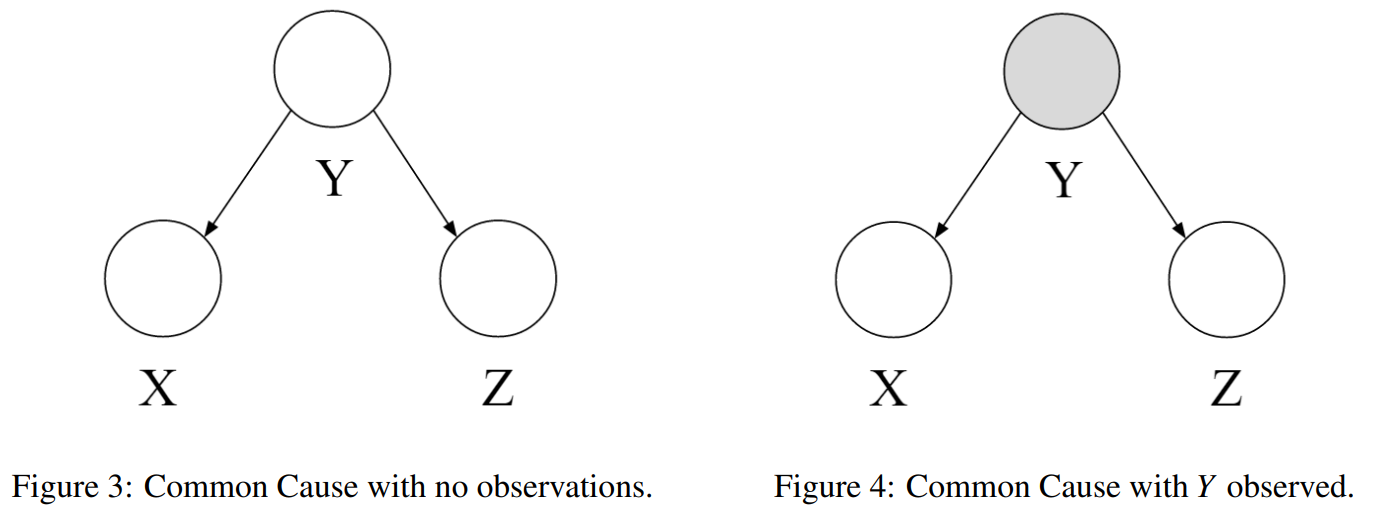 Y
X Z
Figure 3: Common Cause with no observations.
Y
X Z
Figure 4: Common Cause with Y observed.